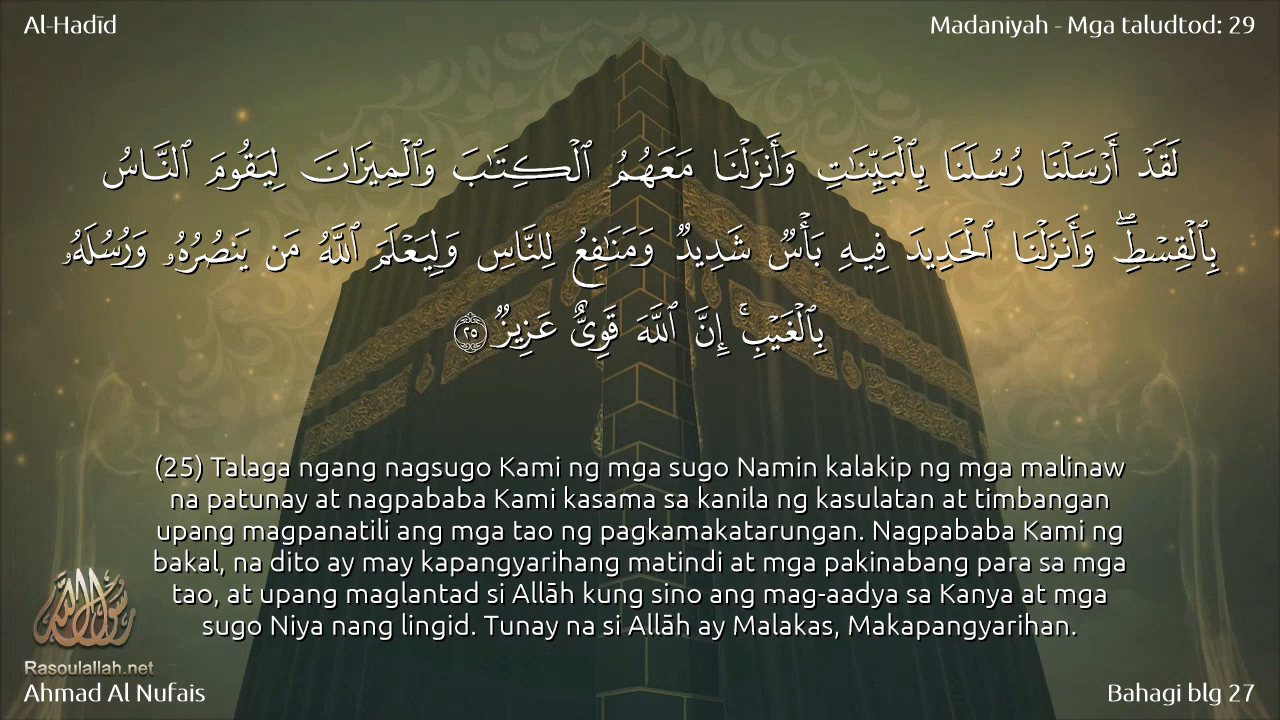 Al-Hadīd
Madaniyah - Mga taludtod: 29
لَقَدْ أَرْسَلْنَا رُسُلَنَا بِٱلْبَيِّنَٰتِ وَأَنزَلْنَا مَعَهُمُ ٱلْكِتَٰبَ وَٱلْمِيزَانَ لِيَقُومَ ٱلنَّاسُ
بِٱلْقِسْطِ ۖ وَأَنزَلْنَا ٱلْحَدِيدَ فِيهِ بَأْسٌ شَدِيدٌ وَمَنَٰفِعُ لِلنَّاسِ وَلِيَعْلَمَ ٱللَّهُ مَن يَنصُرُهُۥ وَرُسُلَهُۥ
بِٱلْغَيْبِ ۚ إِنَّ ٱللَّهَ قَوِىٌّ عَزِيزٌ ٢٥
(25) Talaga ngang nagsugo Kami ng mga sugo Namin kalakip ng mga malinaw
na patunay at nagpababa Kami kasama sa kanila ng kasulatan at timbangan
upang magpanatili ang mga tao ng pagkamakatarungan. Nagpababa Kami ng
bakal, na dito ay may kapangyarihang matindi at mga pakinabang para sa mga
tao, at upang maglantad si Allāh kung sino ang mag-aadya sa Kanya at mga
sugo Niya nang lingid. Tunay na si Allāh ay Malakas, Makapangyarihan.
رسول الله
Rasoulallah.net
Ahmad Al Nufais
Bahagi blg 27